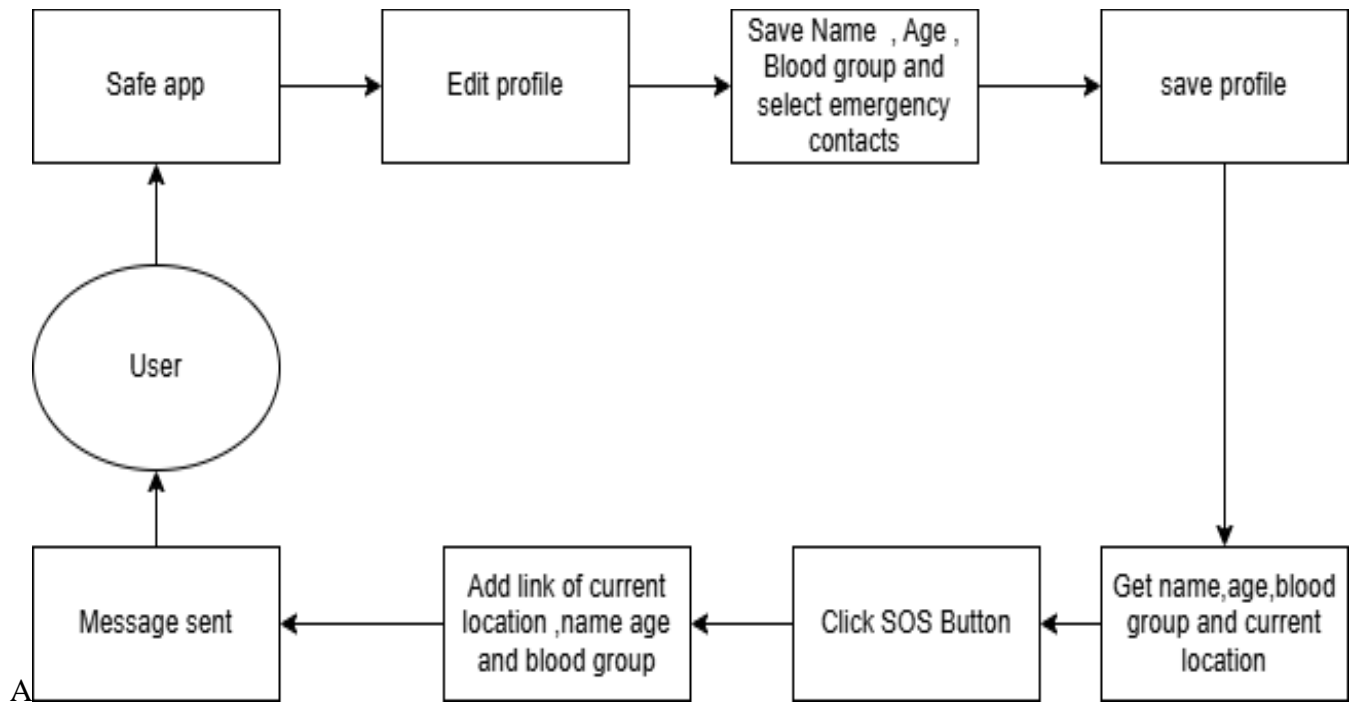 Safe app
Edit profile
Save Name , Age ,
Blood group and
select emergency
contacts
save profile
User
Message sent
Add link of current
location ,name age
and blood group
Click SOS Button
Get name,age,blood
group and current
location
A